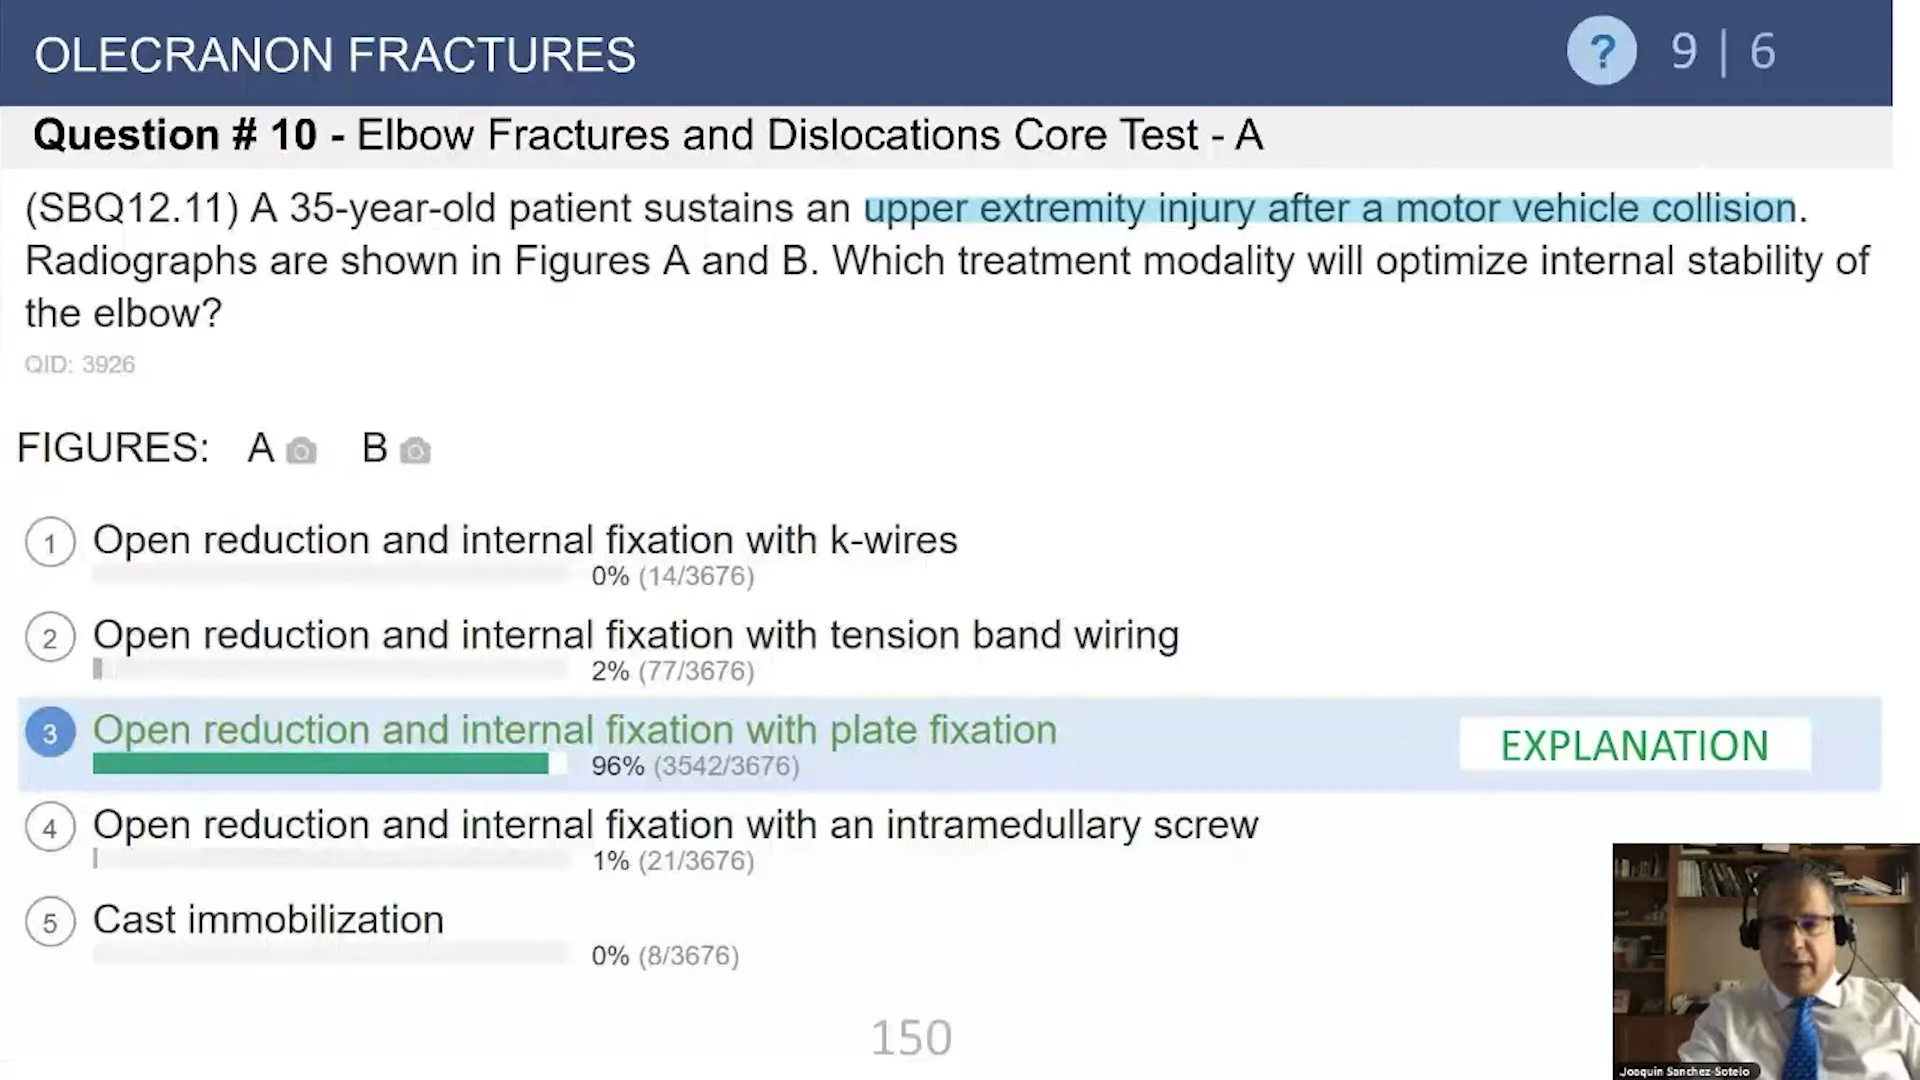 OLECRANON FRACTURES
? 9 | 6
Question # 10 - Elbow Fractures and Dislocations Core Test - A
(SBQ12.11) A 35-year-old patient sustains an upper extremity injury after a motor vehicle collision.
Radiographs are shown in Figures A and B. Which treatment modality will optimize internal stability of
the elbow?
QID: 3926
FIGURES: A B
1 Open reduction and internal fixation with k-wires
0% (14/3676)
2 Open reduction and internal fixation with tension band wiring
2% (77/3676)
3 Open reduction and internal fixation with plate fixation
EXPLANATION
96% (3542/3676)
4 Open reduction and internal fixation with an intramedullary screw
1% (21/3676)
5 Cast immobilization
0% (8/3676)
150
Joaquin Sanchez-Sotelo